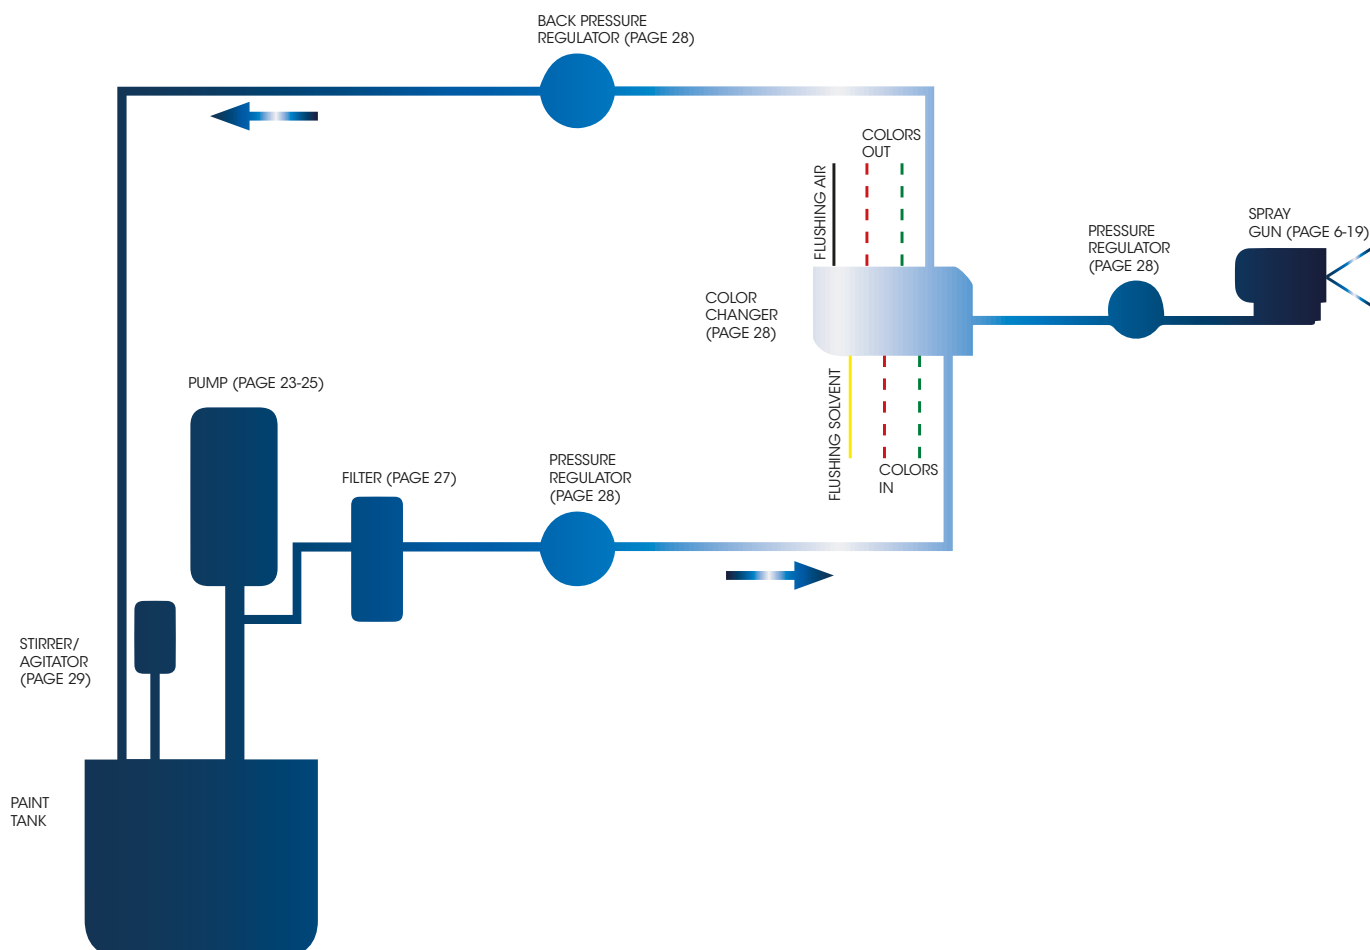 BACK PRESSURE
REGULATOR (PAGE 28)
COLORS
OUT
FLUSHING AIR
SPRAY
GUN (PAGE 6-19)
PRESSURE
REGULATOR
(PAGE 28)
COLOR
CHANGER
(PAGE 28)
PUMP (PAGE 23-25)
FLUSHING SOLVENT
COLORS
IN
FILTER (PAGE 27)
PRESSURE
REGULATOR
(PAGE 28)
STIRRER/
AGITATOR
(PAGE 29)
PAINT
TANK